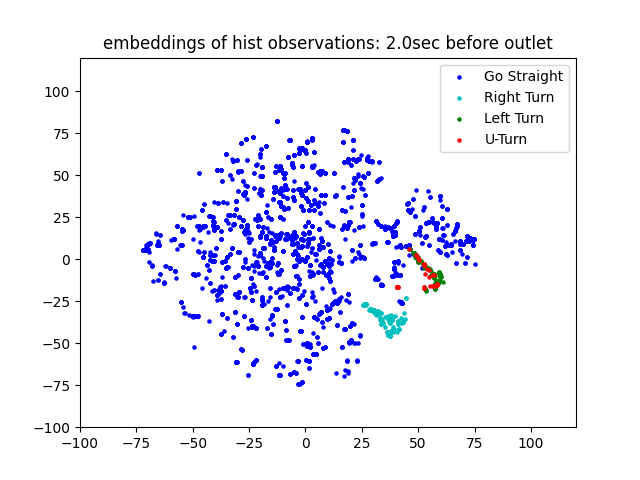 embeddings of hist observations: 2.0sec before outlet
Go Straight
Right Turn
Left Turn
U-Turn
100
75
50
25
0
−25
−50
−75
−100
−100 −75 −50 −25 0 25 50 75 100